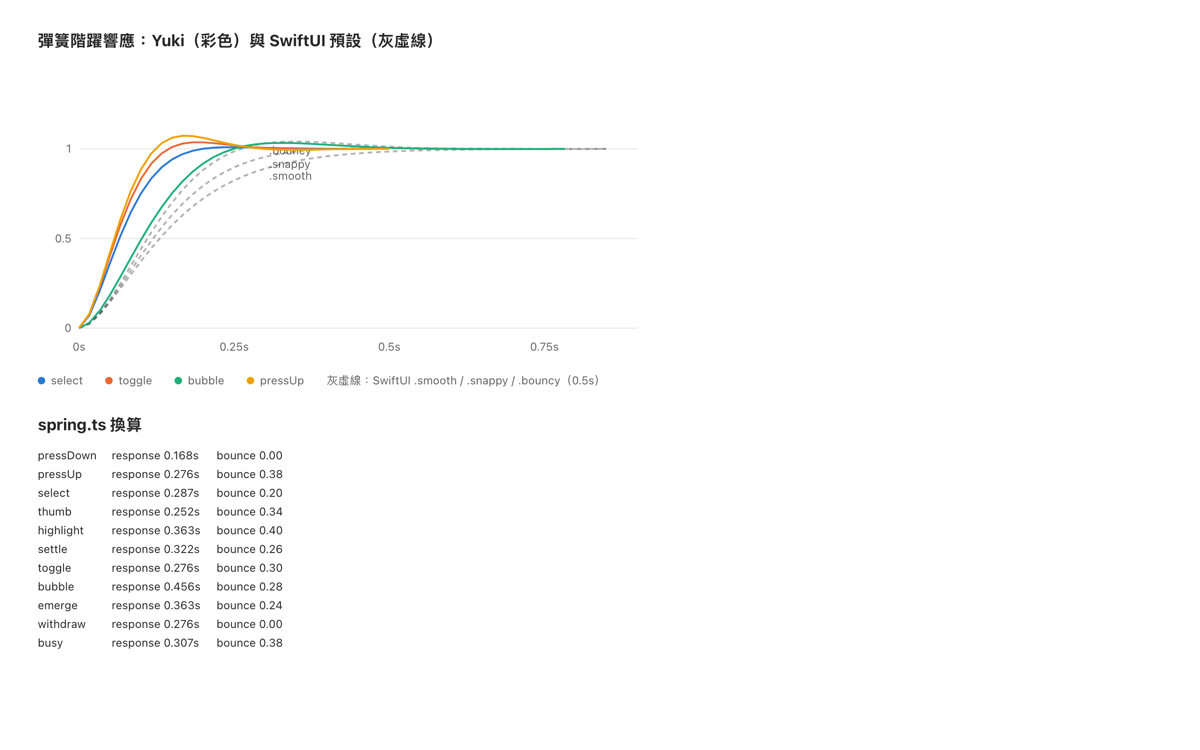 彈簧階躍響應：Yuki（彩色）與 SwiftUI 預設（灰虛線）
1
.bouncy
.snappy
.smooth
0.5
0
0s 0.25s 0.5s 0.75s
select toggle bubble pressUp 灰虛線：SwiftUI .smooth / .snappy / .bouncy（0.5s）
spring.ts 換算
pressDown response 0.168s bounce 0.00
pressUp response 0.276s bounce 0.38
select response 0.287s bounce 0.20
thumb response 0.252s bounce 0.34
highlight response 0.363s bounce 0.40
settle response 0.322s bounce 0.26
toggle response 0.276s bounce 0.30
bubble response 0.456s bounce 0.28
emerge response 0.363s bounce 0.24
withdraw response 0.276s bounce 0.00
busy response 0.307s bounce 0.38